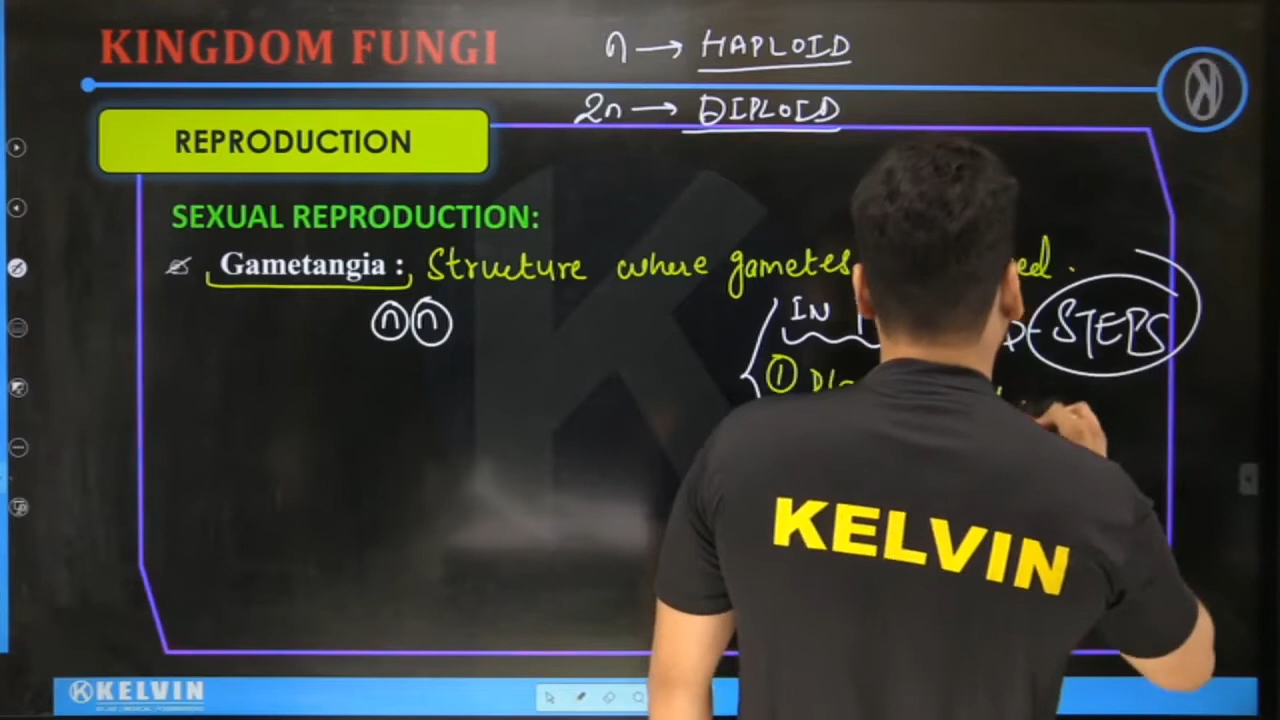 KINGDOM FUNGI
n → HAPLOID
2n → DIPLOID
REPRODUCTION
SEXUAL REPRODUCTION:
Gametangia : Structure where gametes
n n
IN STEPS
①
KELVIN
KELVIN